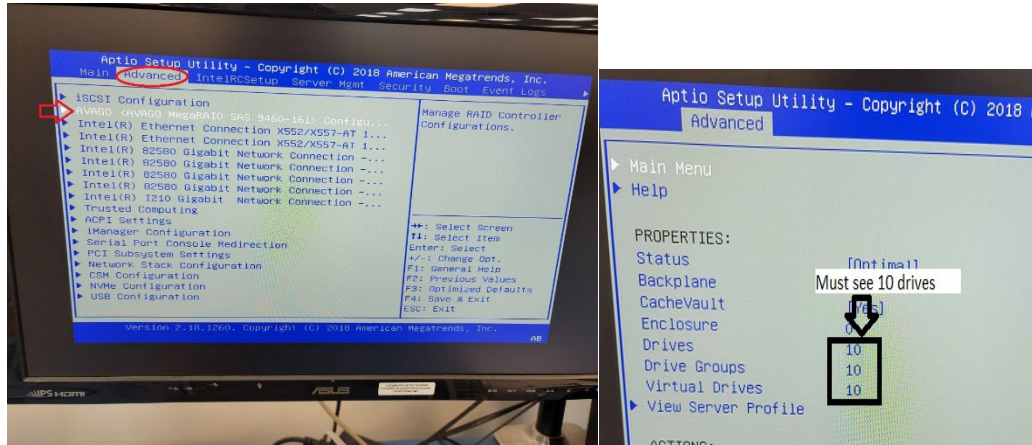 Aptio Setup Utility - Copyright (C) 2018 American Megatrends, Inc.
Main Advanced IntelRCSetup Server Mgmt Security Boot Event Logs
iSCSI Configuration
AVAGO <AVAGO MegaRAID SAS 9460-16i> Configu...
Intel(R) Ethernet Connection X552/X557-AT 1...
Intel(R) Ethernet Connection X552/X557-AT 1...
Intel(R) 82580 Gigabit Network Connection -...
Intel(R) 82580 Gigabit Network Connection -...
Intel(R) 82580 Gigabit Network Connection -...
Intel(R) 82580 Gigabit Network Connection -...
Intel(R) I210 Gigabit Network Connection -...
Trusted Computing
ACPI Settings
iManager Configuration
Serial Port Console Redirection
PCI Subsystem Settings
Network Stack Configuration
CSM Configuration
NVMe Configuration
USB Configuration
Manage RAID Controller
Configurations.
: Select Screen
: Select Item
Enter: Select
+/-: Change Opt.
F1: General Help
F2: Previous Values
F3: Optimized Defaults
F4: Save & Exit
ESC: Exit
Version 2.18.1260. Copyright (C) 2018 American Megatrends, Inc.
AB
IPS HDMI
ASUS
Aptio Setup Utility - Copyright (C) 2018
Advanced
Main Menu
Help
PROPERTIES:
Status [Optimal]
Backplane
Must see 10 drives
CacheVault [Yes]
Enclosure 0
Drives 10
Drive Groups 10
Virtual Drives 10
View Server Profile
ACTIONS: